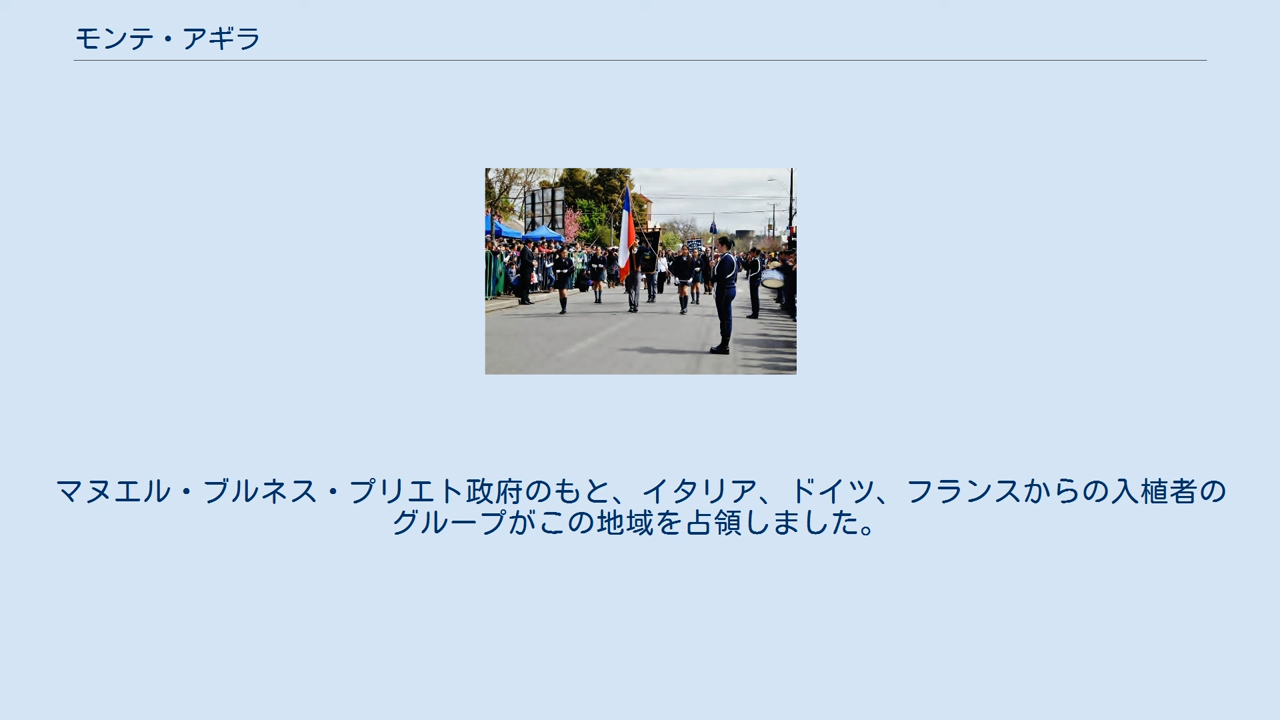 モンテ・アギラ
マヌエル・ブルネス・プリエト政府のもと、イタリア、ドイツ、フランスからの入植者の
グループがこの地域を占領しました。